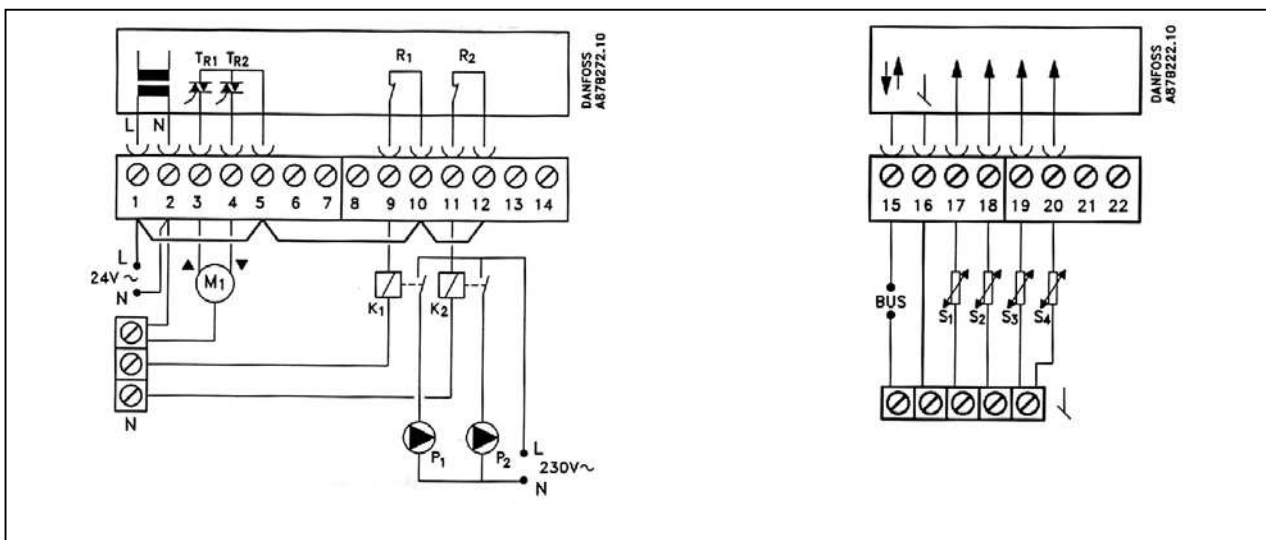 TR1 TR2 R1 R2
DANFOSS
A87B272.10
L N
1 2 3 4 5 6 7 8 9 10 11 12 13 14
L
24V ~
N
M1
K1 K2
N
P1 P2
L
230V~
N
DANFOSS
A87B222.10
15 16 17 18 19 20 21 22
BUS
S1 S2 S3 S4